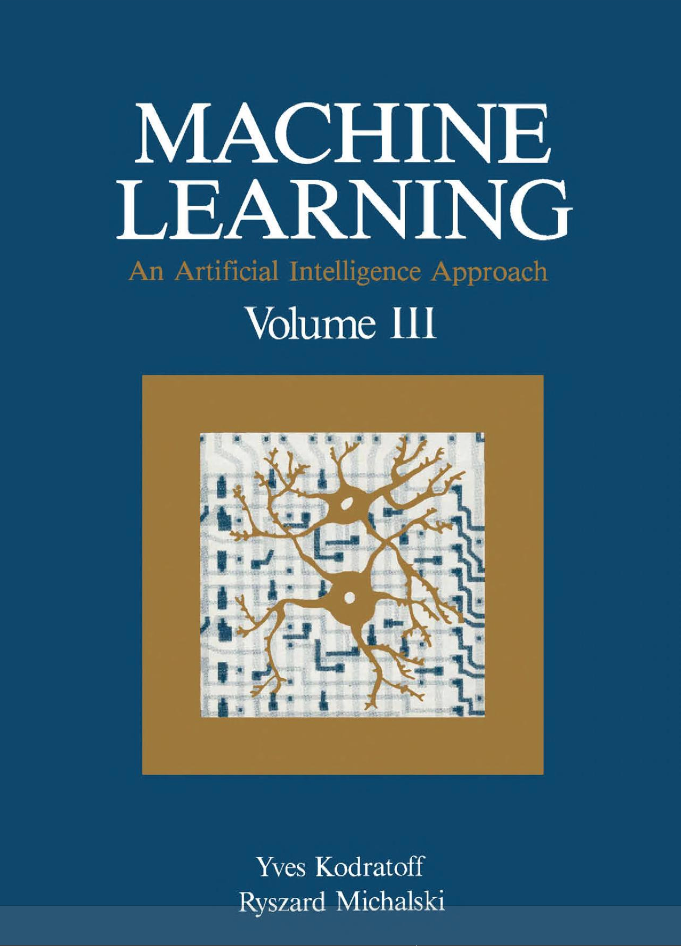 MACHINE
LEARNING
An Artificial Intelligence Approach
Volume III
Yves Kodratoff
Ryszard Michalski